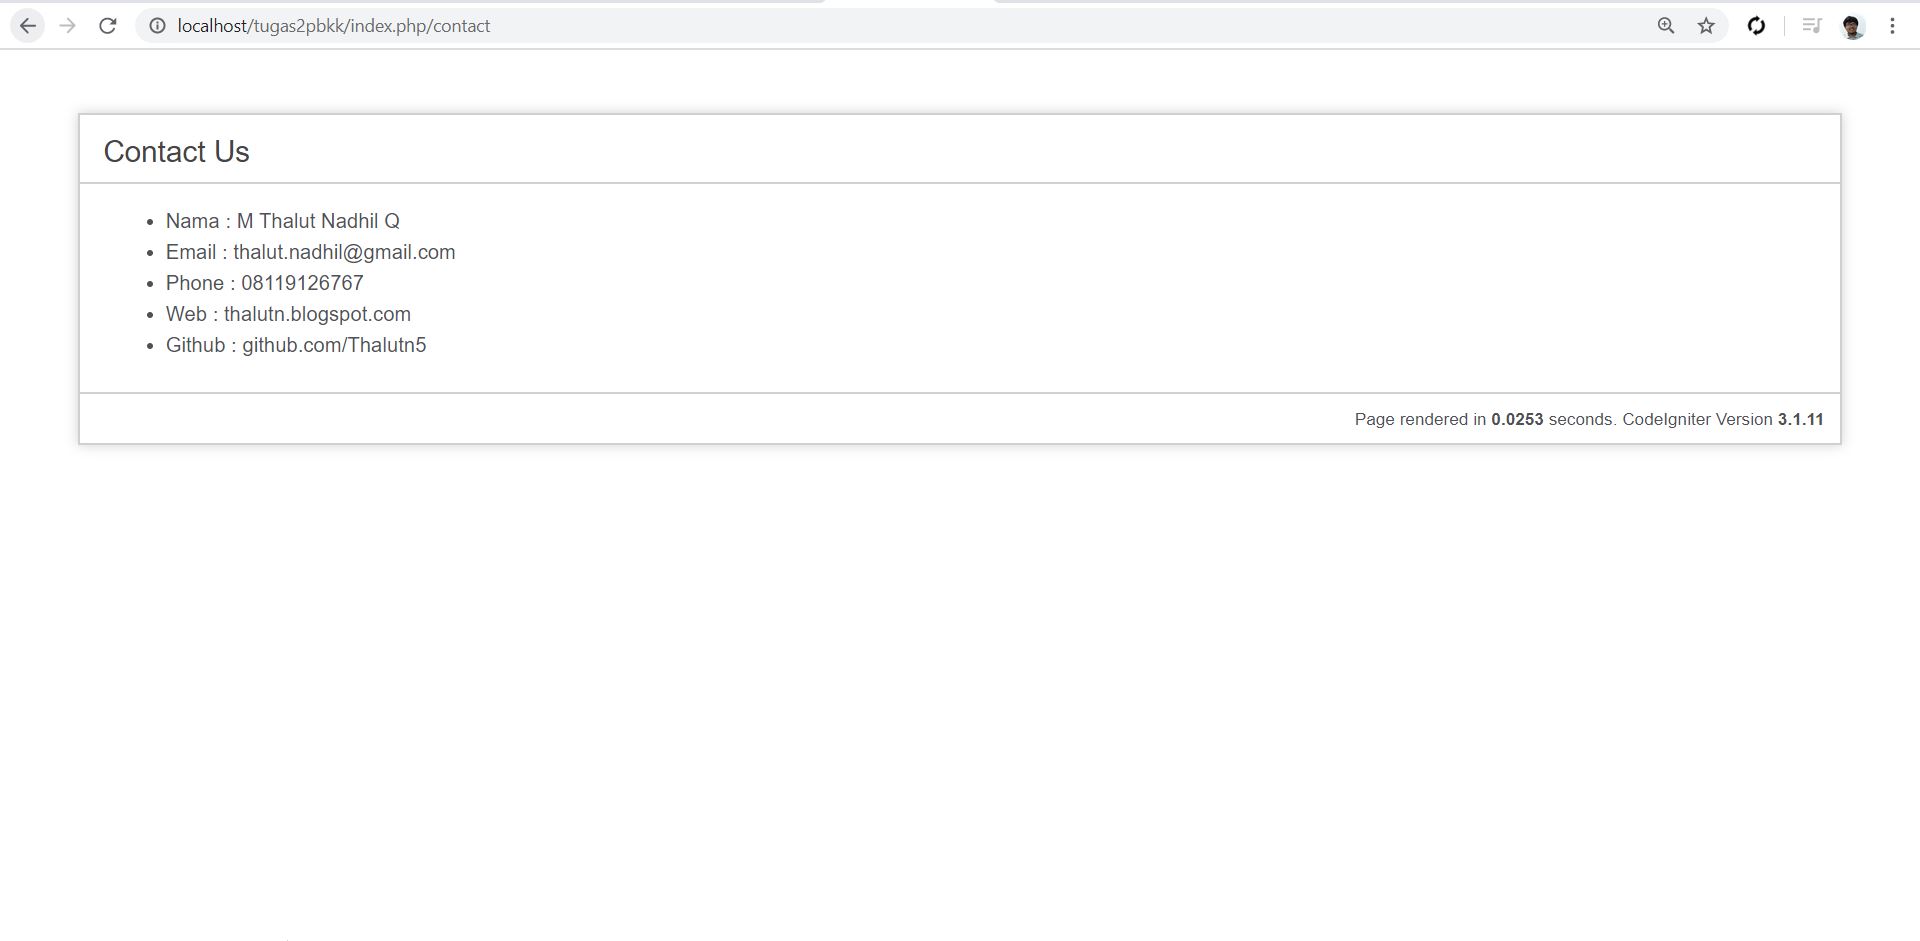 localhost/tugas2pbkk/index.php/contact
Contact Us
Nama : M Thalut Nadhil Q
Email : thalut.nadhil@gmail.com
Phone : 08119126767
Web : thalutn.blogspot.com
Github : github.com/Thalutn5
Page rendered in 0.0253 seconds. CodeIgniter Version 3.1.11